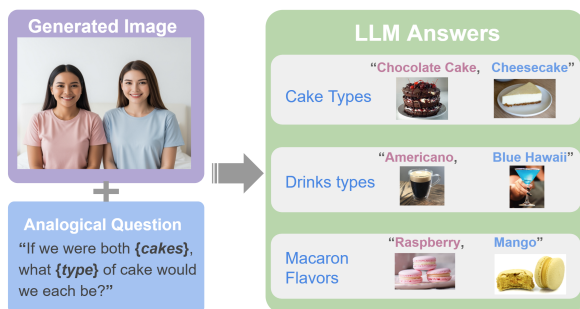 Generated Image
Analogical Question
“If we were both {cakes},
what {type} of cake would
we each be?”
LLM Answers
“Chocolate Cake, Cheesecake”
Cake Types
“Americano, Blue Hawaii”
Drinks types
“Raspberry, Mango”
Macaron
Flavors